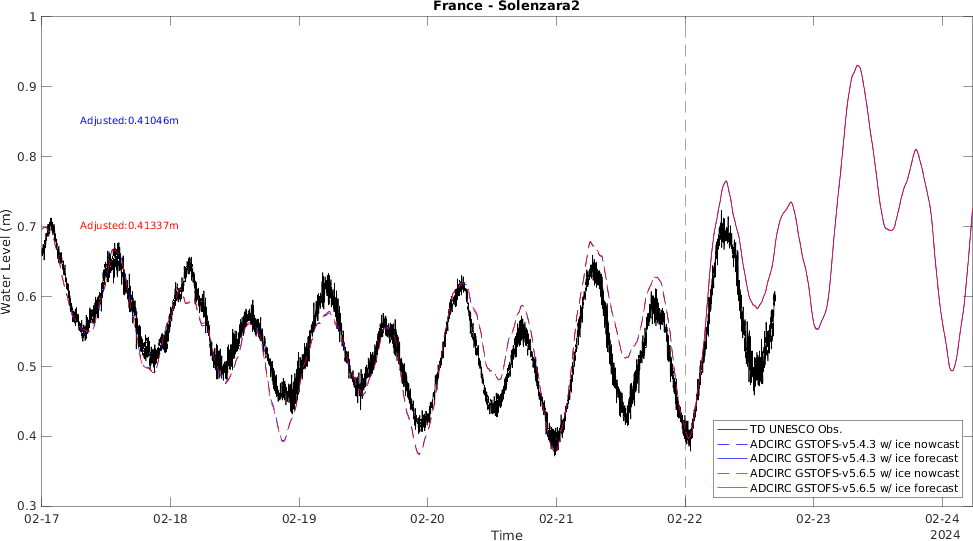 France - Solenzara2
1
0.9
0.8
0.7
0.6
0.5
0.4
0.3
Water Level (m)
Adjusted:0.41046m
Adjusted:0.41337m
TD UNESCO Obs.
ADCIRC GSTOFS-v5.4.3 w/ ice nowcast
ADCIRC GSTOFS-v5.4.3 w/ ice forecast
ADCIRC GSTOFS-v5.6.5 w/ ice nowcast
ADCIRC GSTOFS-v5.6.5 w/ ice forecast
02-17 02-18 02-19 02-20 02-21 02-22 02-23 02-24
2024
Time